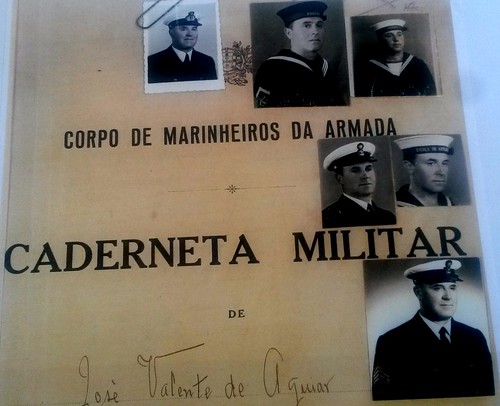 CORPO DE MARINHEIROS DA ARMADA
CADERNETA MILITAR
DE
José Valente de Aguiar